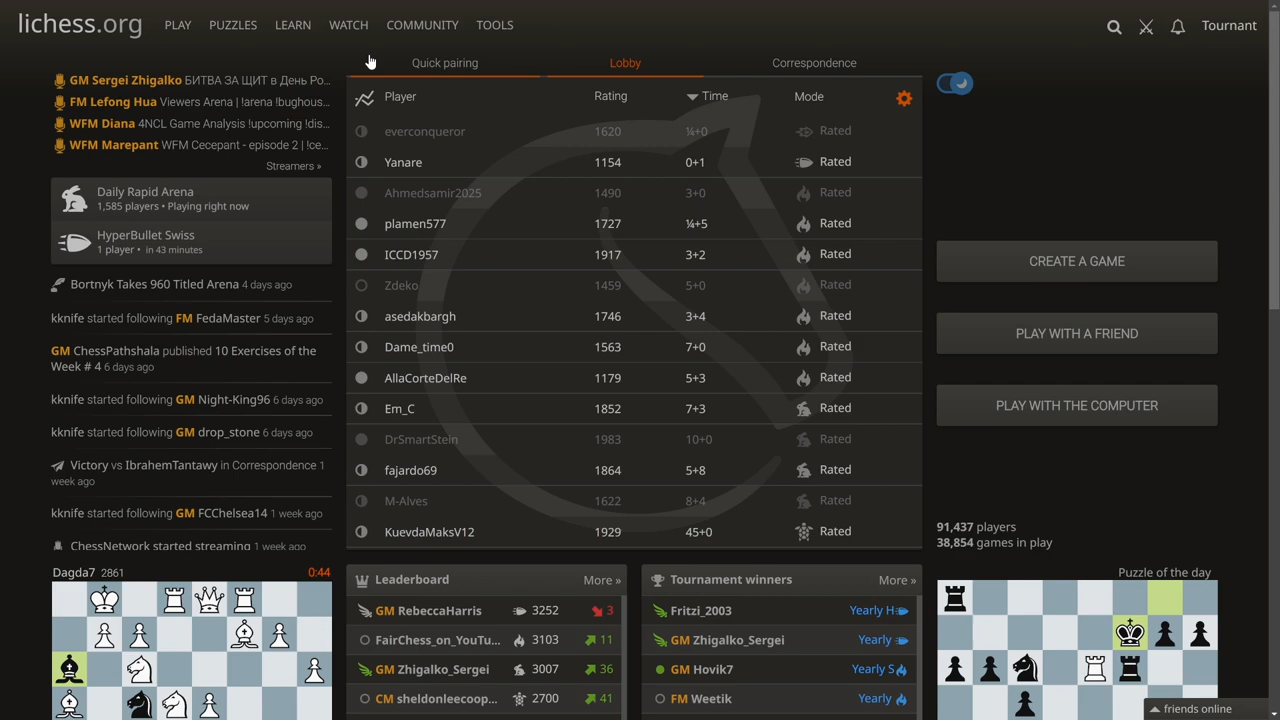 lichess.org PLAY PUZZLES LEARN WATCH COMMUNITY TOOLS Tournant
GM Sergei Zhigalko БИТВА ЗА ЩИТ в День Ро...
FM Lefong Hua Viewers Arena | !arena !bughous...
WFM Diana 4NCL Game Analysis !upcoming !dis...
WFM Marepant WFM Cecepaнт - episode 2 | !ce...
Streamers »
Daily Rapid Arena
1,585 players • Playing right now
HyperBullet Swiss
1 player • in 43 minutes
Bortnyk Takes 960 Titled Arena 4 days ago
kknife started following FM FedaMaster 5 days ago
GM ChessPathshala published 10 Exercises of the
Week # 4 6 days ago
kknife started following GM Night-King96 6 days ago
kknife started following GM drop_stone 6 days ago
Victory vs IbrahemTantawy in Correspondence 1
week ago
kknife started following GM FCChelsea14 1 week ago
ChessNetwork started streaming 1 week ago
Dagda7 2861 0:44
Quick pairing Lobby Correspondence
Player Rating Time Mode
everconqueror 1620 ¼+0 Rated
Yanare 1154 0+1 Rated
Ahmedsamir2025 1490 3+0 Rated
plamen577 1727 ¼+5 Rated
ICCD1957 1917 3+2 Rated
Zdeko 1459 5+0 Rated
asedakbargh 1746 3+4 Rated
Dame_time0 1563 7+0 Rated
AllaCorteDelRe 1179 5+3 Rated
Em_C 1852 7+3 Rated
DrSmartStein 1983 10+0 Rated
fajardo69 1864 5+8 Rated
M-Alves 1622 8+4 Rated
KuevdaMaksV12 1929 45+0 Rated
Leaderboard More »
GM RebeccaHarris 3252 3
FairChess_on_YouTu... 3103 11
GM Zhigalko_Sergei 3007 36
CM sheldonleecoop... 2700 41
Tournament winners More »
Fritzi_2003 Yearly H
GM Zhigalko_Sergei Yearly
GM Hovik7 Yearly S
FM Weetik Yearly
CREATE A GAME
PLAY WITH A FRIEND
PLAY WITH THE COMPUTER
91,437 players
38,854 games in play
Puzzle of the day
friends online